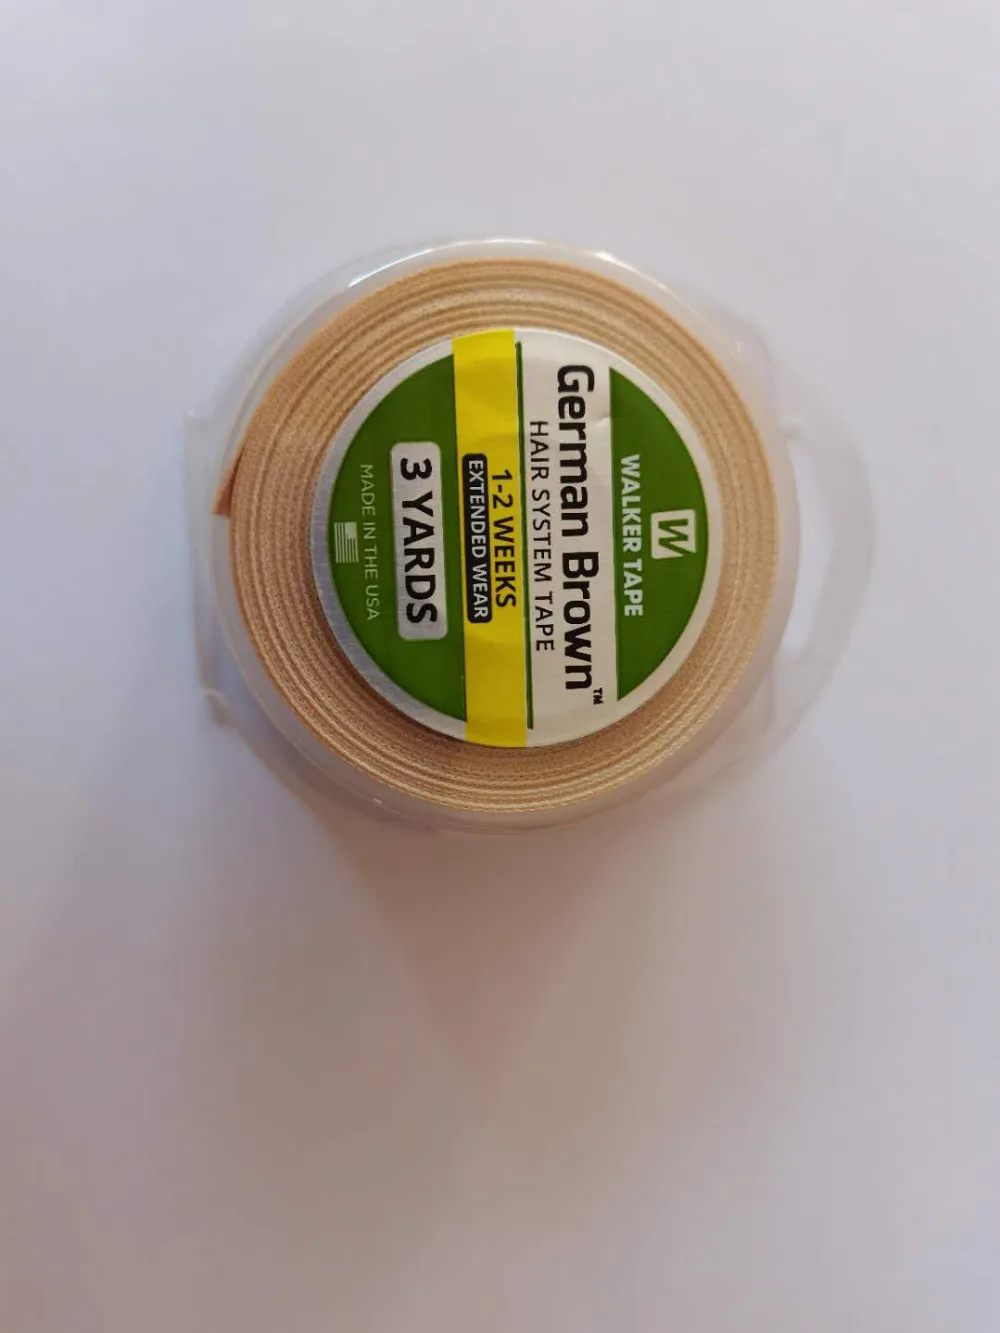 WALKER TAPE
German Brown™
HAIR SYSTEM TAPE
1-2 WEEKS
EXTENDED WEAR
3 YARDS
MADE IN THE USA